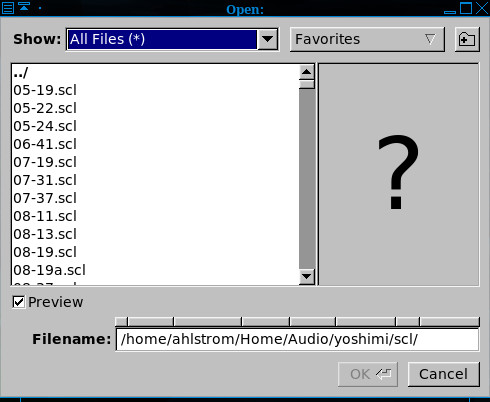 Open:
Show: All Files (*) Favorites
../
05-19.scl
05-22.scl
05-24.scl
06-41.scl
07-19.scl
07-31.scl
07-37.scl
08-11.scl
08-13.scl
08-19.scl
08-19a.scl
?
Preview
Filename: /home/ahlstrom/Home/Audio/yoshimi/scl/
OK Cancel